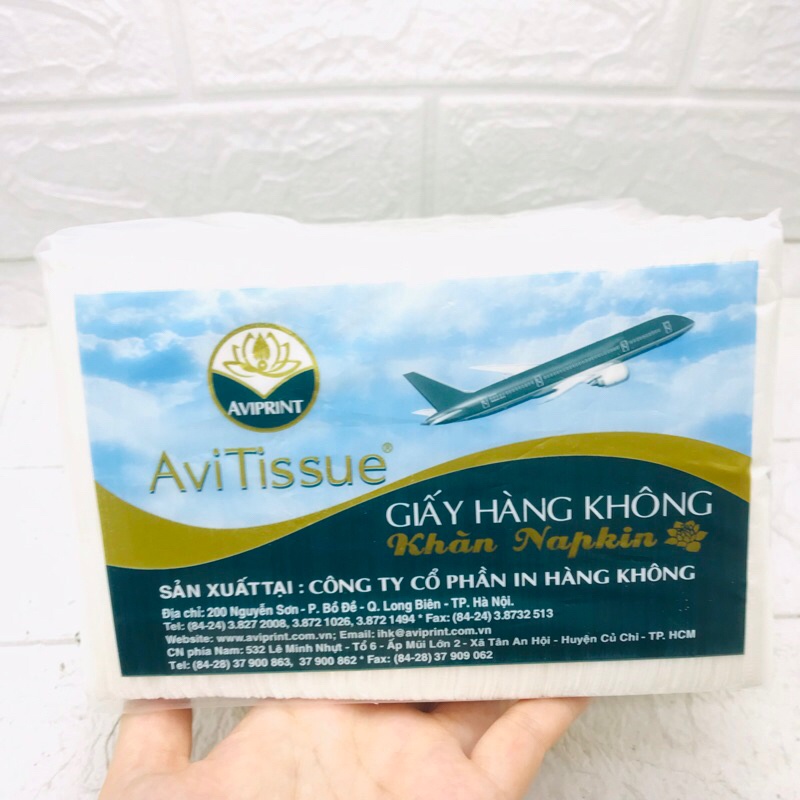 AVIPRINT
AviTissue®
GIẤY HÀNG KHÔNG
Khăn Napkin
SẢN XUẤT TẠI : CÔNG TY CỔ PHẦN IN HÀNG KHÔNG
Địa chỉ: 200 Nguyễn Sơn - P. Bồ Đề - Q. Long Biên - TP. Hà Nội.
Tel: (84-24) 3.827 2008, 3.872 1026, 3.872 1494 * Fax: (84-24) 3.8732 513
Website: www.aviprint.com.vn; Email: ihk@aviprint.com.vn
CN phía Nam: 532 Lê Minh Nhựt - Tổ 6 - Ấp Mũi Lớn 2 - Xã Tân An Hội - Huyện Củ Chi - TP. HCM
Tel: (84-28) 37 900 863, 37 900 862 * Fax: (84-28) 37 909 062